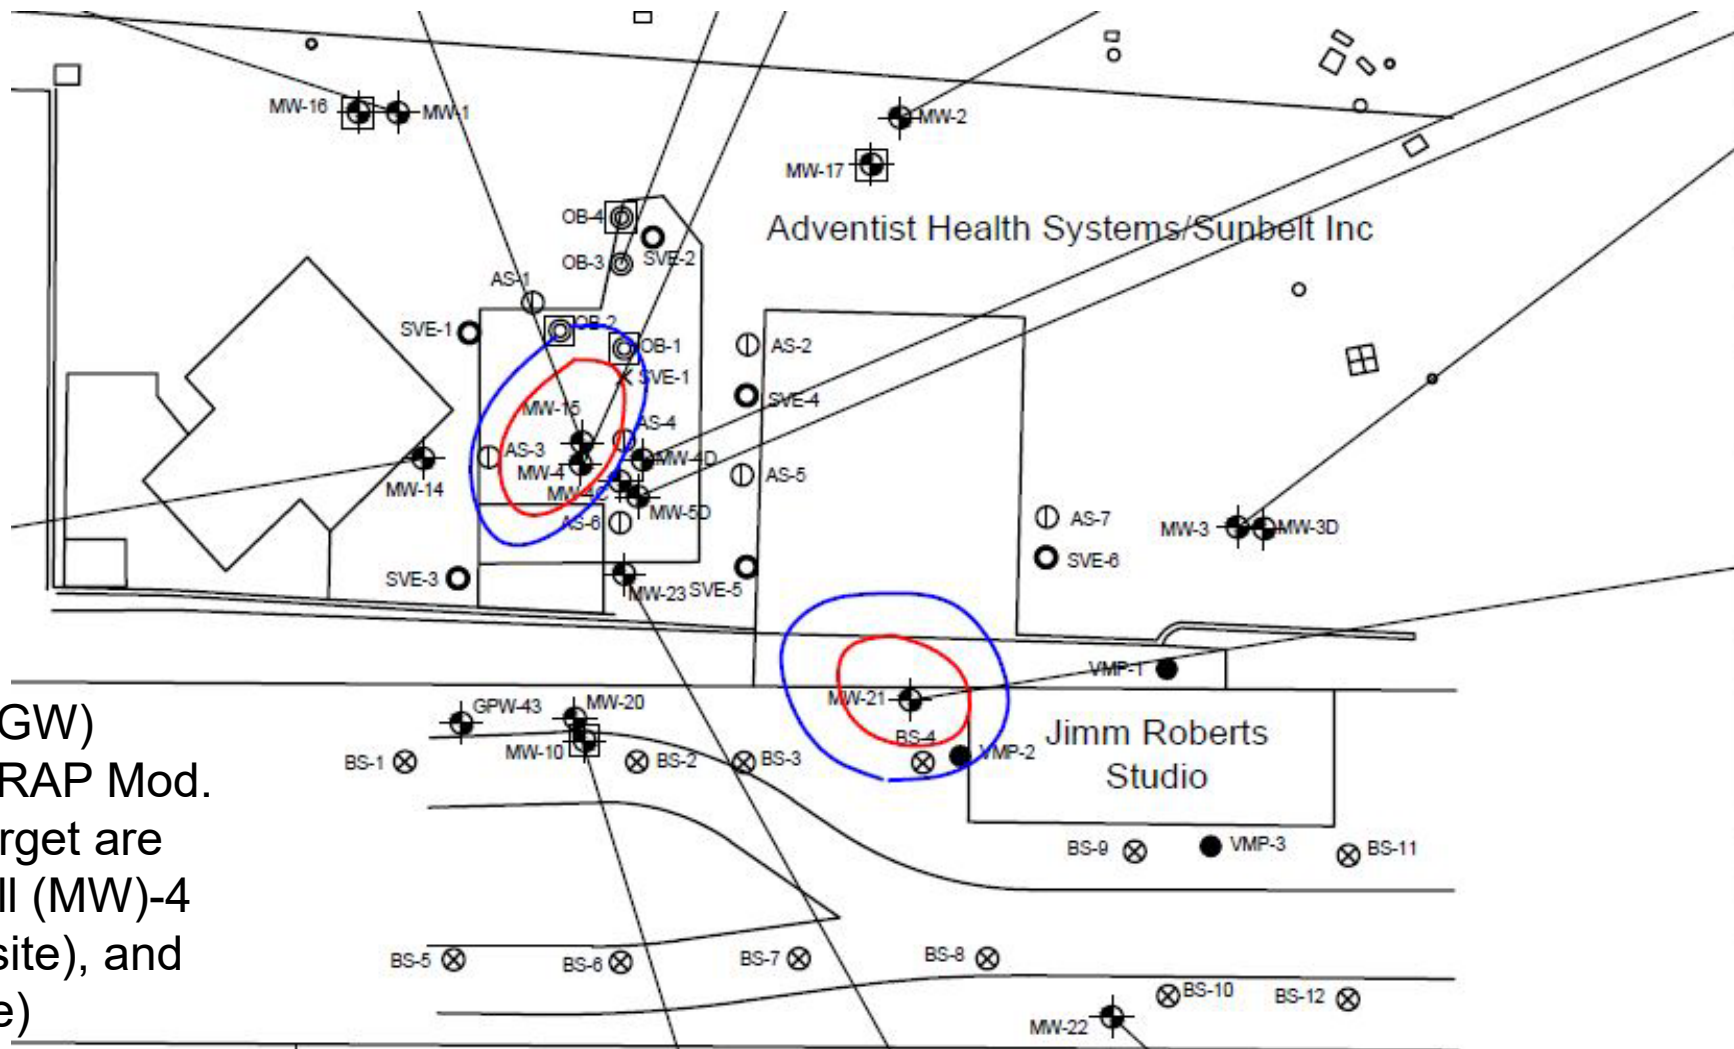 MW-16
MW-1
MW-2
MW-17
OB-4
Adventist Health Systems/Sunbelt Inc
OB-3
SVE-2
AS-1
SVE-1
OB-2
OB-1
AS-2
SVE-1
SVE-4
MW-15
AS-4
AS-3
MW-4D
MW-4
AS-5
MW-14
MW-4C
MW-5D
AS-6
AS-7
MW-3
MW-3D
SVE-6
SVE-3
MW-23
SVE-5
VMP-1
MW-21
GPW-43
MW-20
GW)
BS-4
Jimm Roberts
Studio
MW-10
VMP-2
BS-1
BS-2
BS-3
RAP Mod.
rget are
BS-9
VMP-3
BS-11
ll (MW)-4
site), and
BS-5
BS-6
BS-7
BS-8
BS-10
BS-12
e)
MW-22